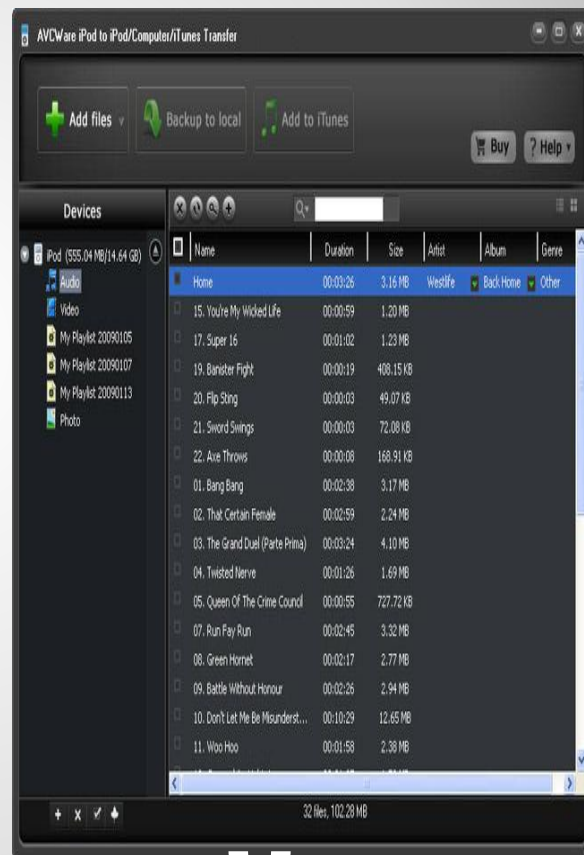 AVCWare iPod to iPod/Computer/iTunes Transfer
Add files Backup to local Add to iTunes
Buy ? Help
Devices
iPod (555.04 MB/14.64 GB)
Audio
Video
My Playlist 20090105
My Playlist 20090107
My Playlist 20090113
Photo
Name Duration Size Artist Album Genre
Home 00:03:26 3.16 MB Westlife Back Home Other
15. You're My Wicked Life 00:00:59 1.20 MB
17. Super 16 00:01:02 1.23 MB
19. Banister Fight 00:00:19 408.15 KB
20. Flip Sting 00:00:03 49.07 KB
21. Sword Swings 00:00:03 72.08 KB
22. Axe Throws 00:00:08 168.91 KB
01. Bang Bang 00:02:38 3.17 MB
02. That Certain Female 00:02:59 2.24 MB
03. The Grand Duel (Parte Prima) 00:03:24 4.10 MB
04. Twisted Nerve 00:01:26 1.69 MB
05. Queen Of The Crime Council 00:00:55 727.72 KB
07. Run Fay Run 00:02:45 3.32 MB
08. Green Hornet 00:02:17 2.77 MB
09. Battle Without Honour 00:02:26 2.94 MB
10. Don't Let Me Be Misunderst... 00:10:29 12.65 MB
11. Woo Hoo 00:01:58 2.38 MB
32 files, 102.28 MB